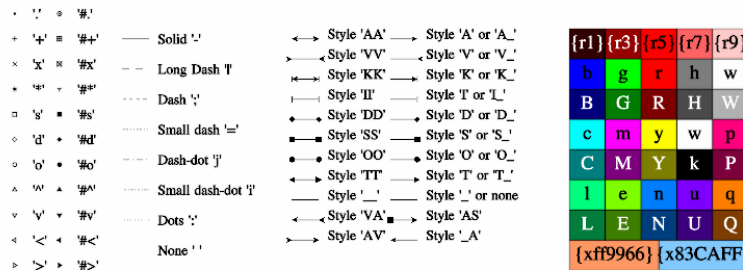 '.' '#.'
'+' '#+'
'x' '#x'
'*' '#*'
's' '#s'
'd' '#d'
'o' '#o'
'^' '#^'
'v' '#v'
'<' '#<'
'>' '#>'
Solid '-'
Long Dash '|'
Dash ';'
Small dash '='
Dash-dot 'j'
Small dash-dot 'i'
Dots ':'
None ' '
Style 'AA' Style 'A' or 'A_'
Style 'VV' Style 'V' or 'V_'
Style 'KK' Style 'K' or 'K_'
Style 'II' Style 'I' or 'I_'
Style 'DD' Style 'D' or 'D_'
Style 'SS' Style 'S' or 'S_'
Style 'OO' Style 'O' or 'O_'
Style 'TT' Style 'T' or 'T_'
Style '__' Style '_' or none
Style 'VA' Style 'AS'
Style 'AV' Style '_A'
{r1} {r3} {r5} {r7} {r9}
b g r h w
B G R H W
c m y w p
C M Y k P
l e n u q
L E N U Q
{xff9966} {x83CAFF}